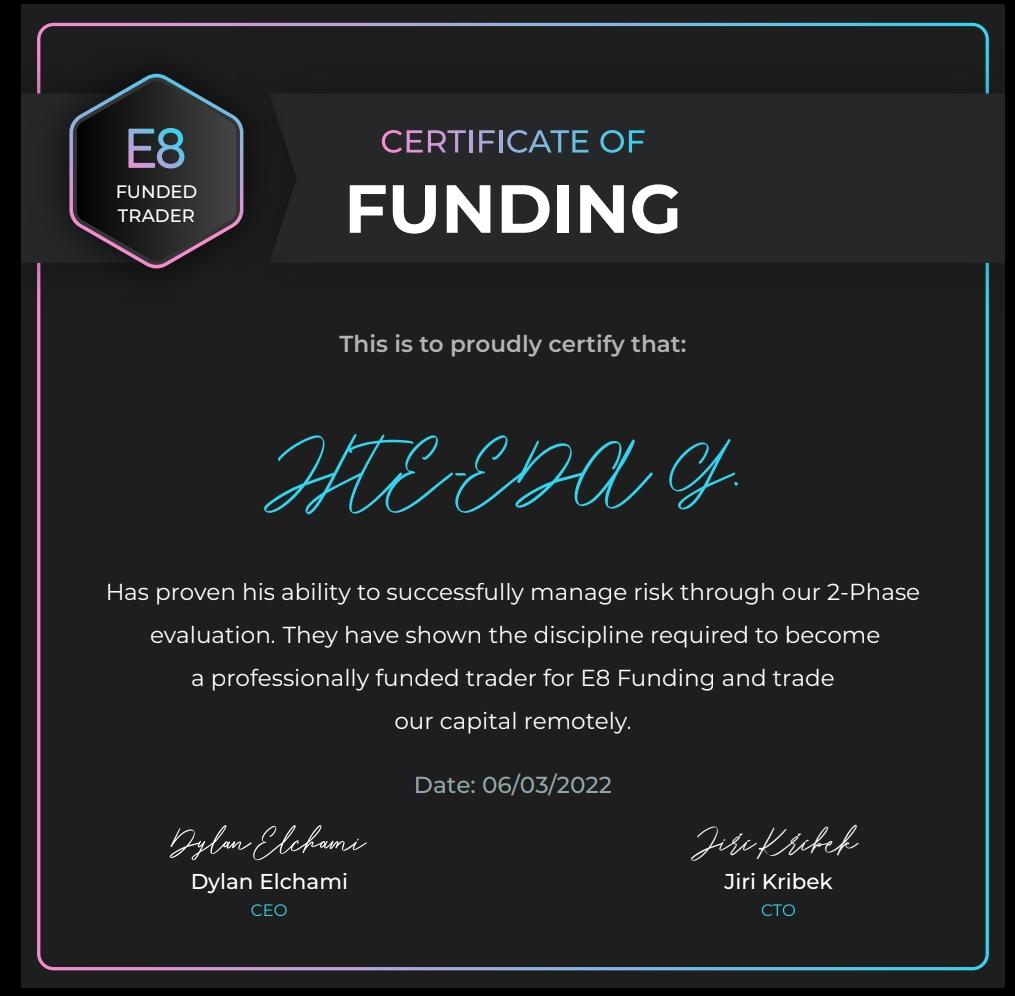 E8
FUNDED
TRADER
CERTIFICATE OF
FUNDING
This is to proudly certify that:
HTE-EDA G.
Has proven his ability to successfully manage risk through our 2-Phase
evaluation. They have shown the discipline required to become
a professionally funded trader for E8 Funding and trade
our capital remotely.
Date: 06/03/2022
Dylan Elchami
Jiri Kribek
Dylan Elchami
Jiri Kribek
CEO
CTO